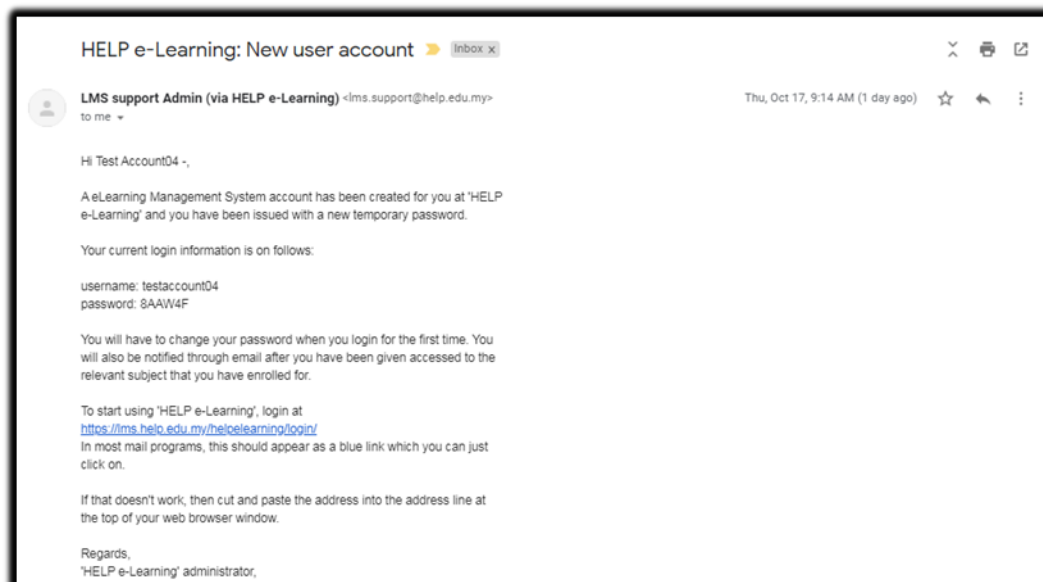 HELP e-Learning: New user account Inbox x
LMS support Admin (via HELP e-Learning) <lms.support@help.edu.my> Thu, Oct 17, 9:14 AM (1 day ago)
to me
Hi Test Account04 -,
A eLearning Management System account has been created for you at 'HELP
e-Learning' and you have been issued with a new temporary password.
Your current login information is on follows:
username: testaccount04
password: 8AAW4F
You will have to change your password when you login for the first time. You
will also be notified through email after you have been given accessed to the
relevant subject that you have enrolled for.
To start using 'HELP e-Learning', login at
https://lms.help.edu.my/helpelearning/login/
In most mail programs, this should appear as a blue link which you can just
click on.
If that doesn't work, then cut and paste the address into the address line at
the top of your web browser window.
Regards,
'HELP e-Learning' administrator,